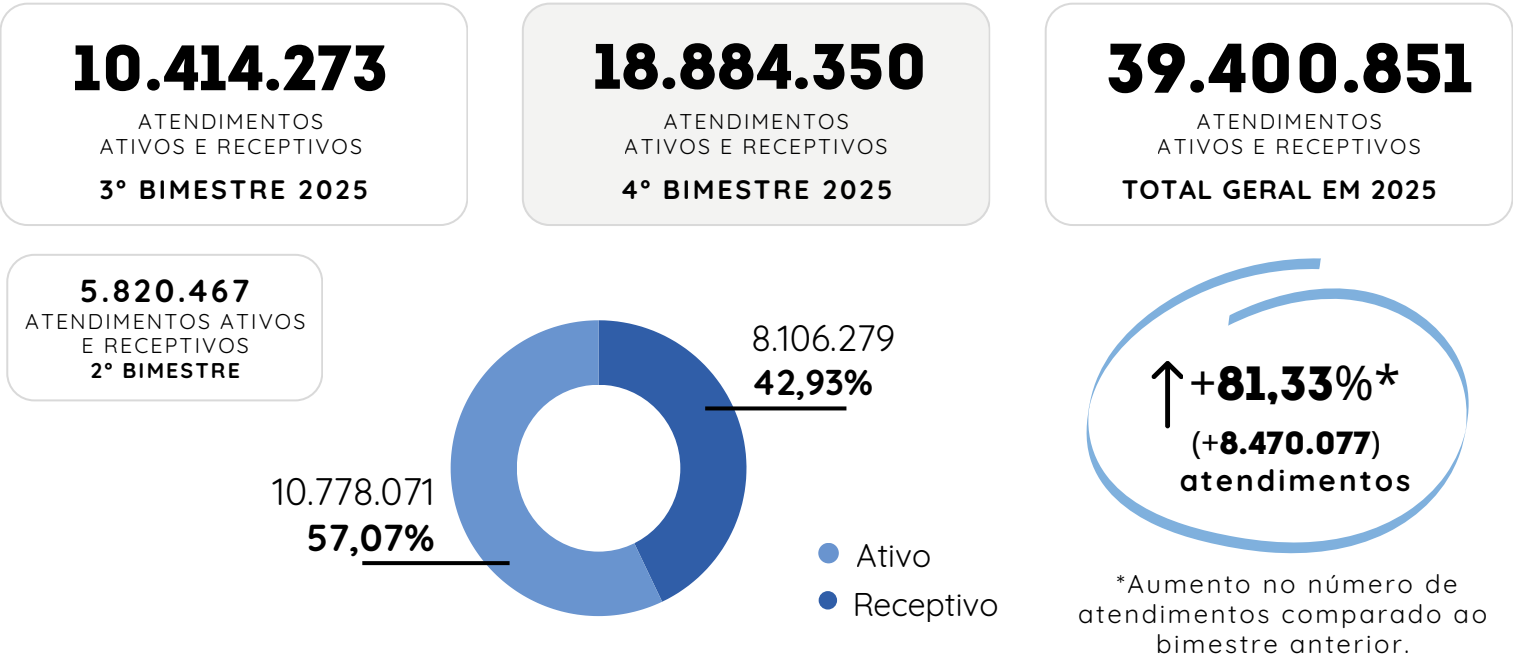 10.414.273
ATENDIMENTOS
ATIVOS E RECEPTIVOS
3º BIMESTRE 2025
18.884.350
ATENDIMENTOS
ATIVOS E RECEPTIVOS
4º BIMESTRE 2025
39.400.851
ATENDIMENTOS
ATIVOS E RECEPTIVOS
TOTAL GERAL EM 2025
5.820.467
ATENDIMENTOS ATIVOS
E RECEPTIVOS
2º BIMESTRE
8.106.279
42,93%
10.778.071
57,07%
Ativo
Receptivo
+81,33%*
(+8.470.077)
atendimentos
*Aumento no número de
atendimentos comparado ao
bimestre anterior.